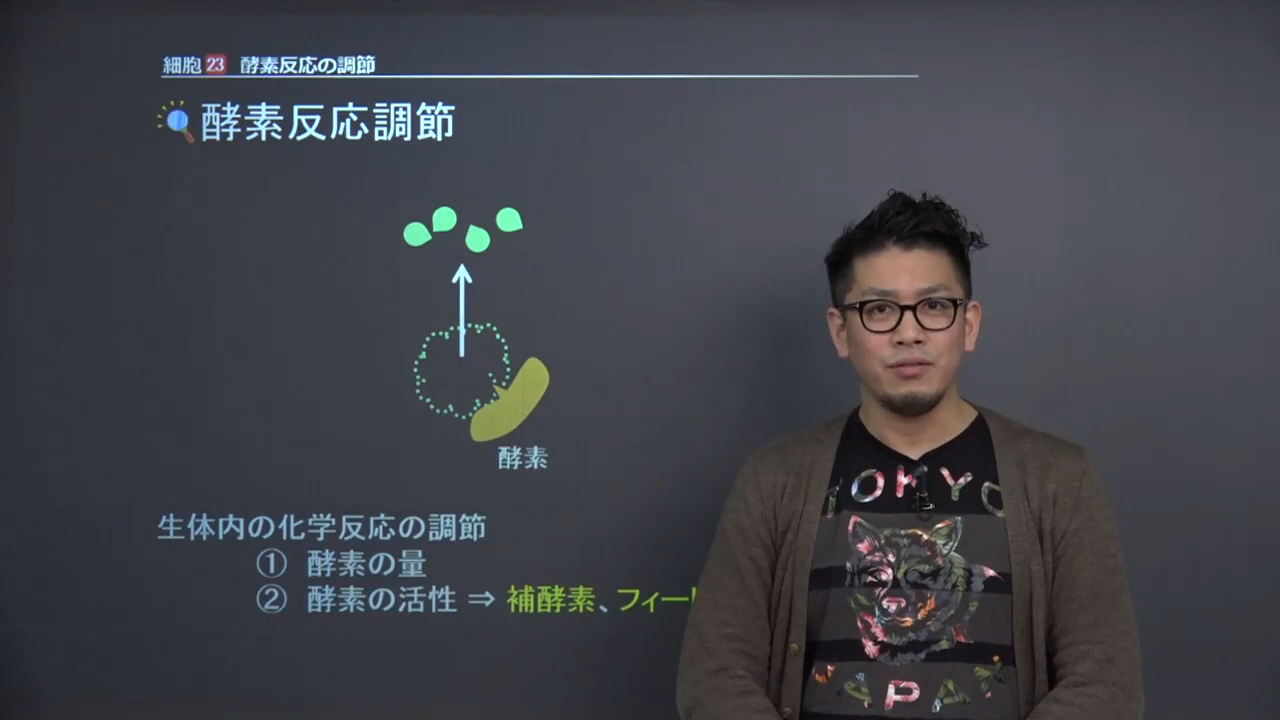 細胞 23 酵素反応の調節
酵素反応調節
酵素
生体内の化学反応の調節
① 酵素の量
② 酵素の活性 ⇒ 補酵素、フィー
TOKYO
JAPAN